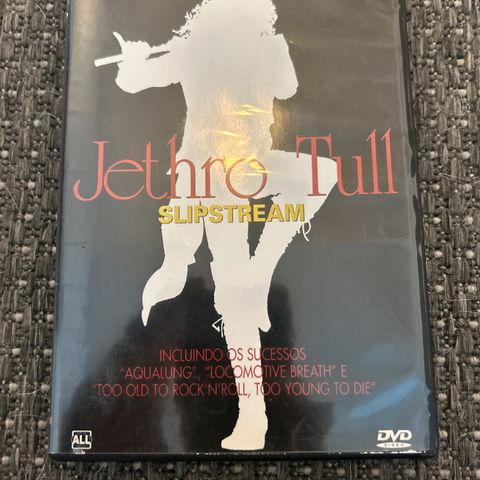 Jethro Tull
SLIPSTREAM
INCLUINDO OS SUCESSOS
"AQUALUNG", "LOCOMOTIVE BREATH" E
"TOO OLD TO ROCK'N'ROLL, TOO YOUNG TO DIE"
ALL
DVD
VIDEO